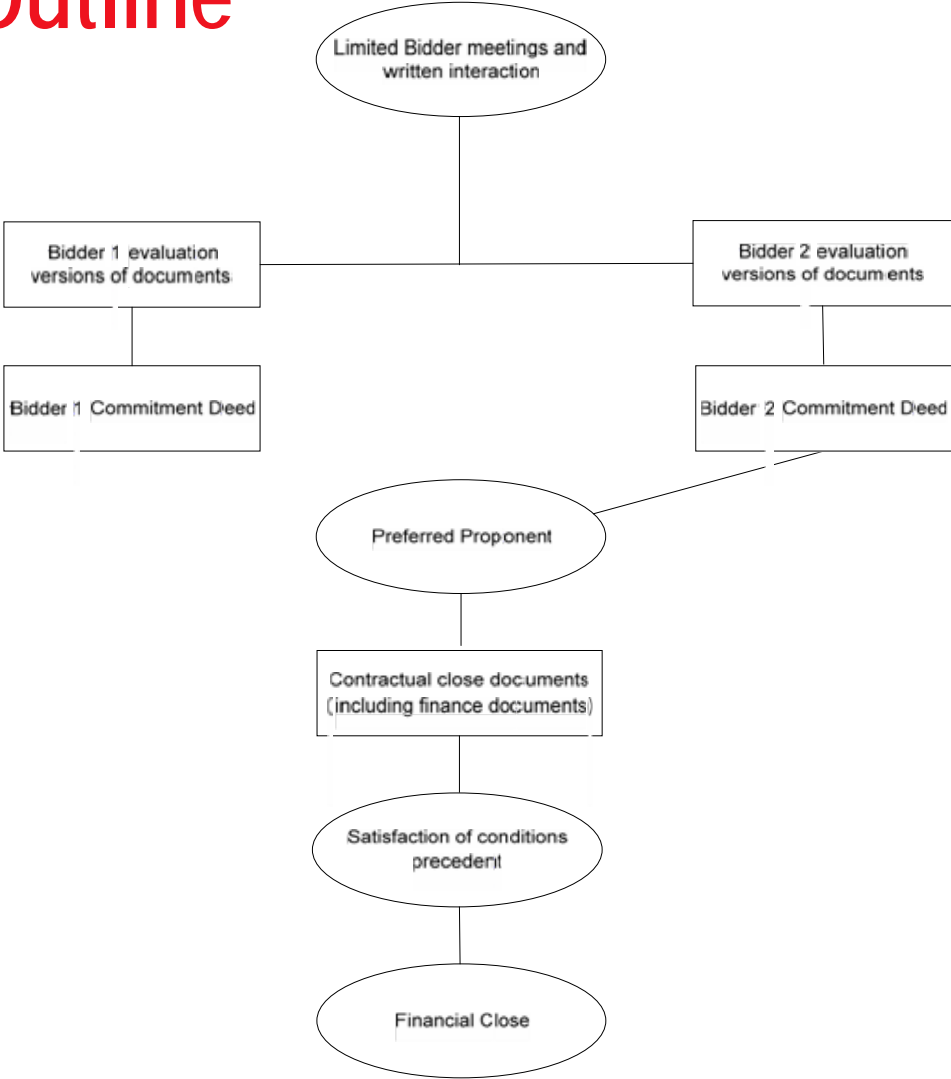 Outline
Limited Bidder meetings and
written interaction
Bidder 1 evaluation
versions of documents
Bidder 2 evaluation
versions of documents
Bidder 1 Commitment Deed
Bidder 2 Commitment Deed
Preferred Proponent
Contractual close documents
(including finance documents)
Satisfaction of conditions
precedent
Financial Close